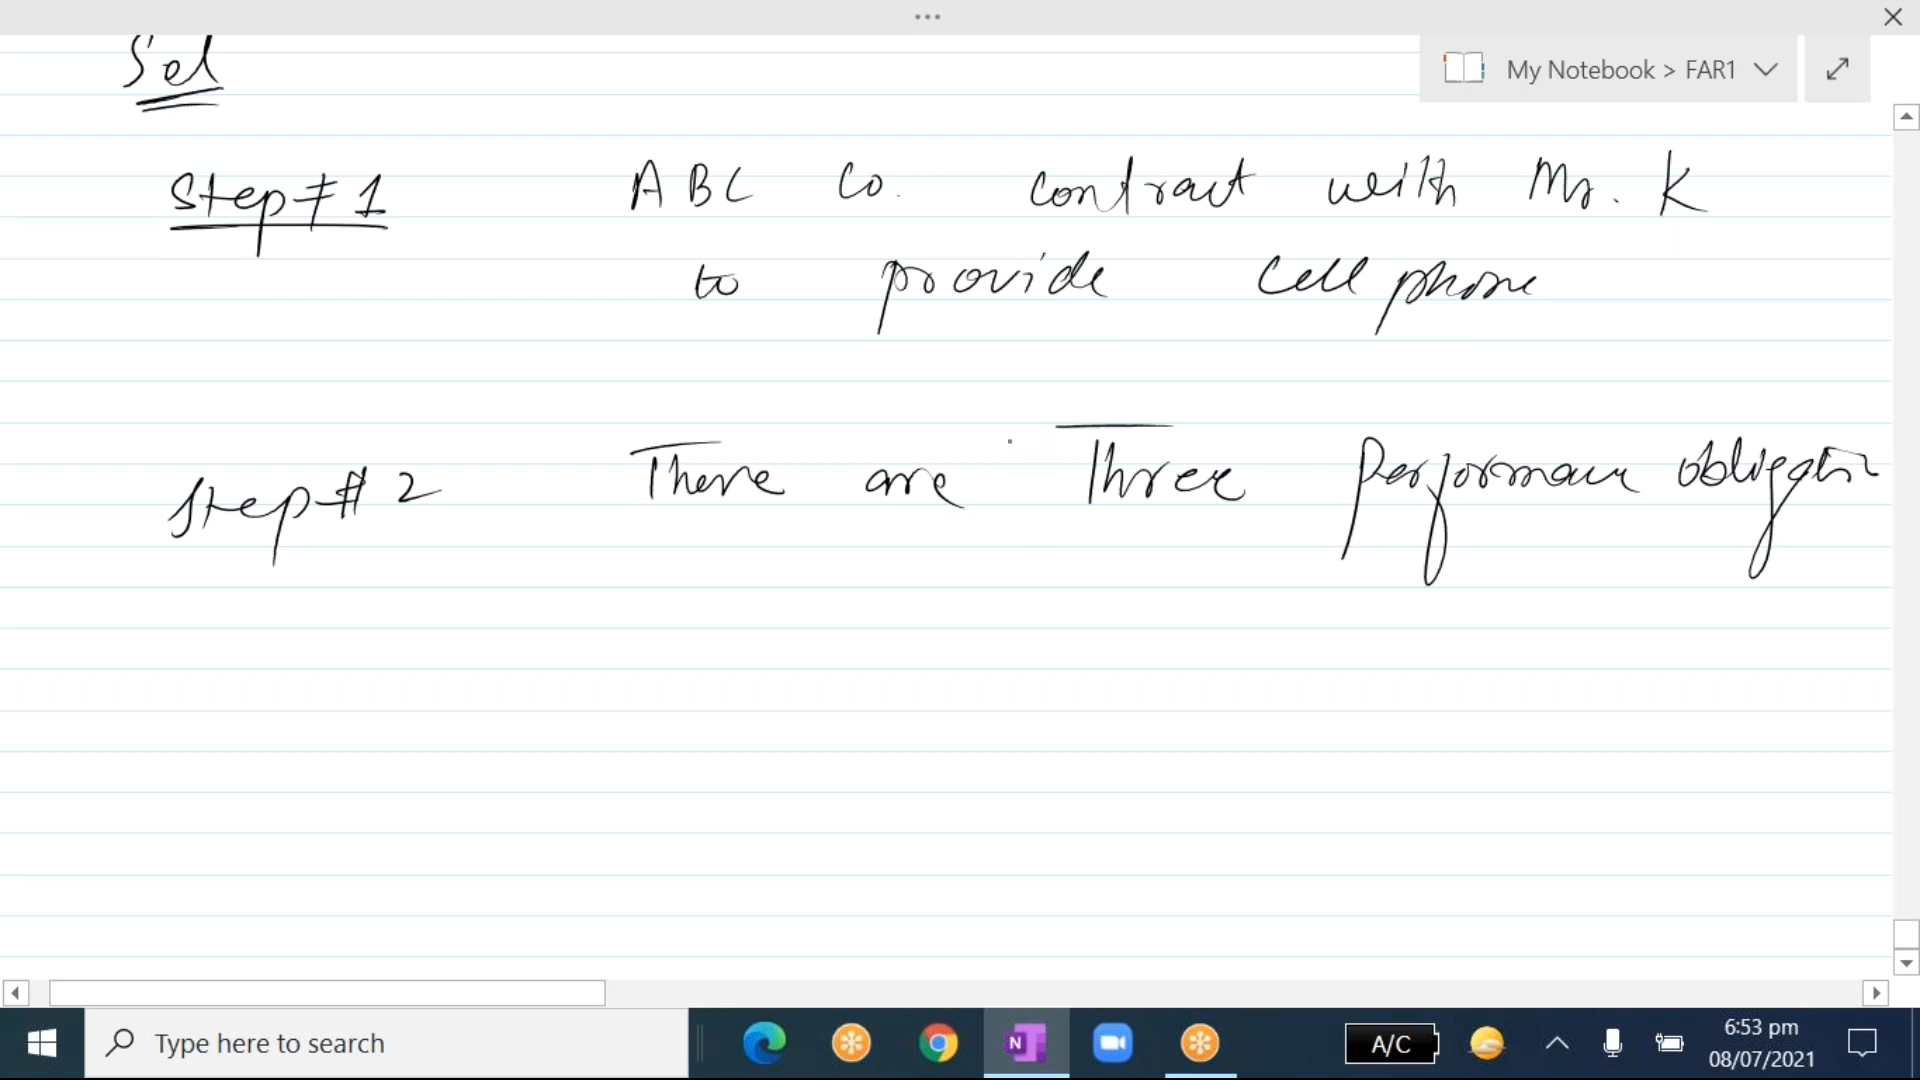 My Notebook > FAR1
Sol
Step # 1 ABC Co. contract with Mr. K
to provide cell phone
Step # 2 There are Three Performance obligation
Type here to search
A/C
6:53 pm
08/07/2021